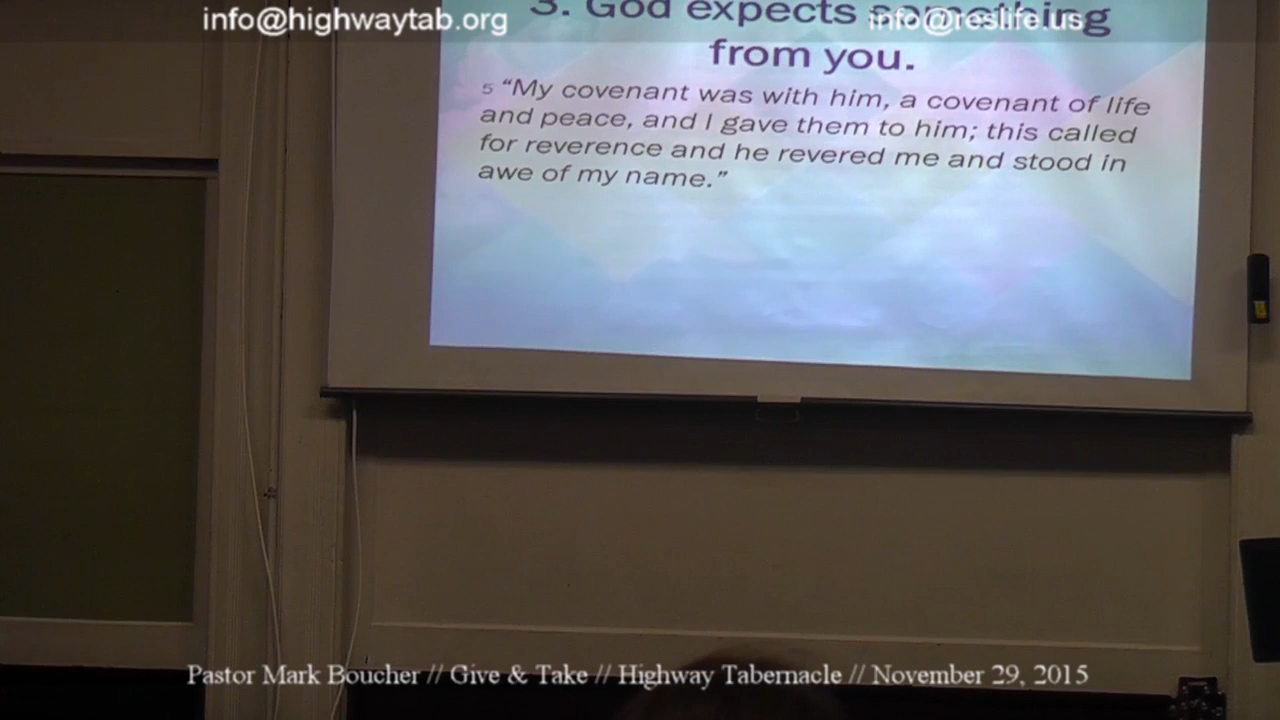 info@highwaytab.org
info@reslife.us
3. God expects something
from you.
5 “My covenant was with him, a covenant of life
and peace, and I gave them to him; this called
for reverence and he revered me and stood in
awe of my name.”
Pastor Mark Boucher // Give & Take // Highway Tabernacle // November 29, 2015